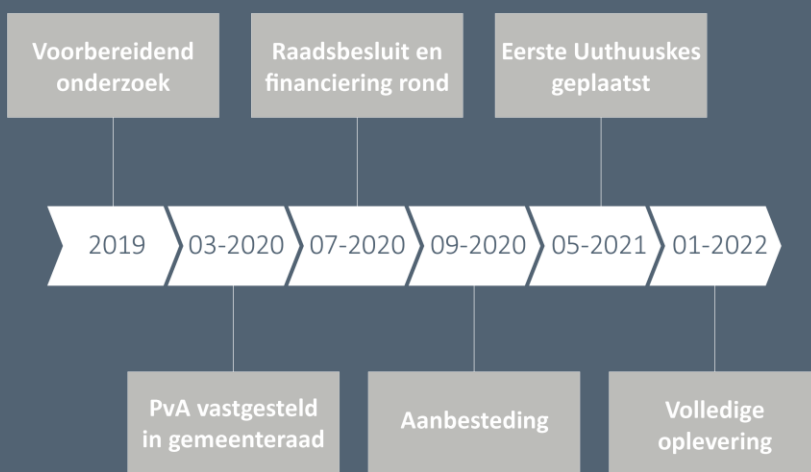 Voorbereidend
onderzoek
Raadsbesluit en
financiering rond
Eerste Uuthuuskes
geplaatst
2019
03-2020
07-2020
09-2020
05-2021
01-2022
PvA vastgesteld
in gemeenteraad
Aanbesteding
Volledige
oplevering